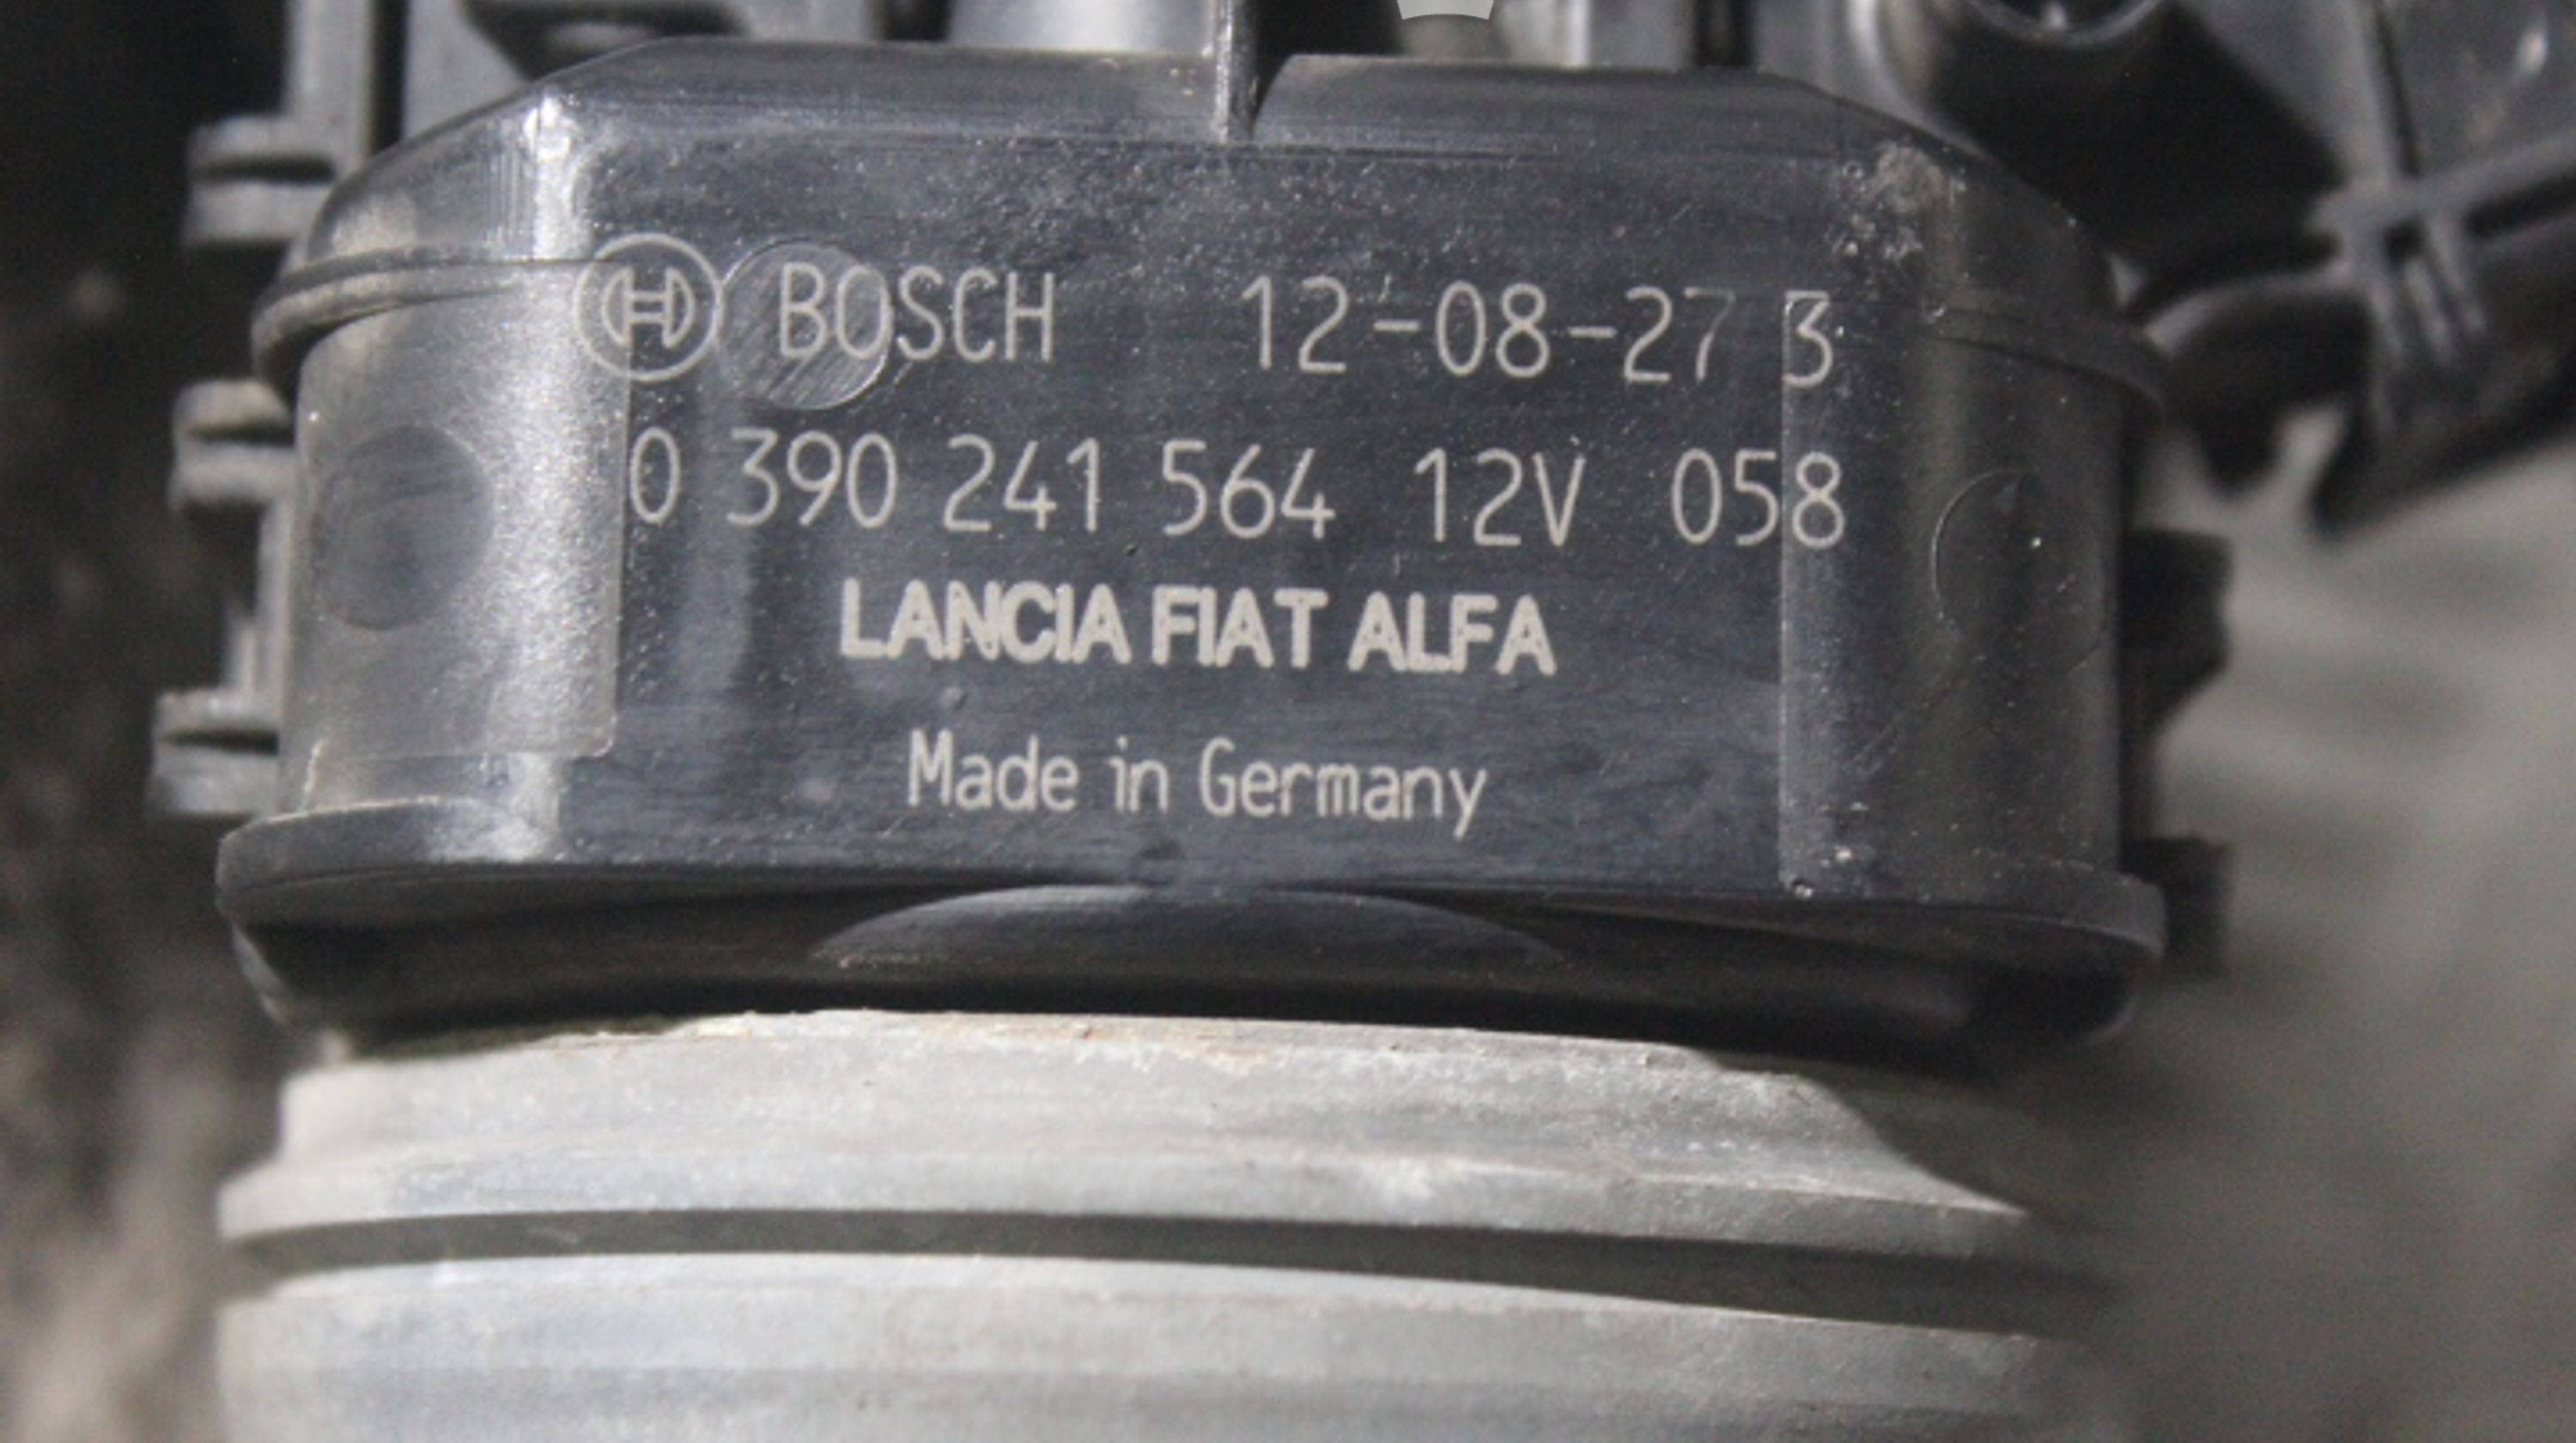 BOSCH 12-08-27 3
0 390 241 564 12V 058
LANCIA FIAT ALFA
Made in Germany